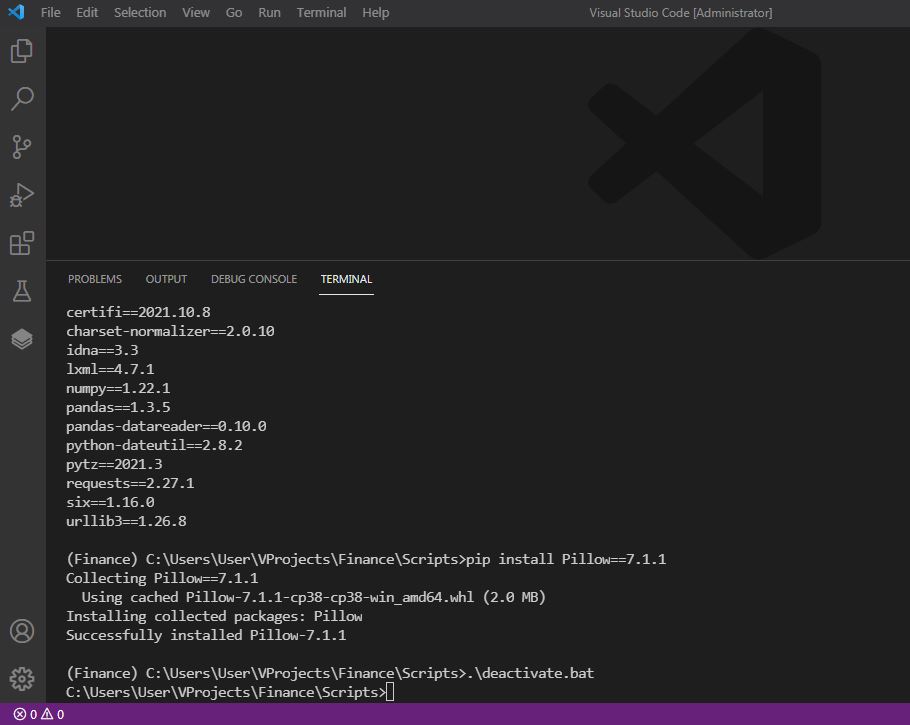 File Edit Selection View Go Run Terminal Help Visual Studio Code [Administrator]
PROBLEMS OUTPUT DEBUG CONSOLE TERMINAL
certifi==2021.10.8
charset-normalizer==2.0.10
idna==3.3
lxml==4.7.1
numpy==1.22.1
pandas==1.3.5
pandas-datareader==0.10.0
python-dateutil==2.8.2
pytz==2021.3
requests==2.27.1
six==1.16.0
urllib3==1.26.8
(Finance) C:\Users\User\VProjects\Finance\Scripts>pip install Pillow==7.1.1
Collecting Pillow==7.1.1
Using cached Pillow-7.1.1-cp38-cp38-win_amd64.whl (2.0 MB)
Installing collected packages: Pillow
Successfully installed Pillow-7.1.1
(Finance) C:\Users\User\VProjects\Finance\Scripts>.\deactivate.bat
C:\Users\User\VProjects\Finance\Scripts>
0 0